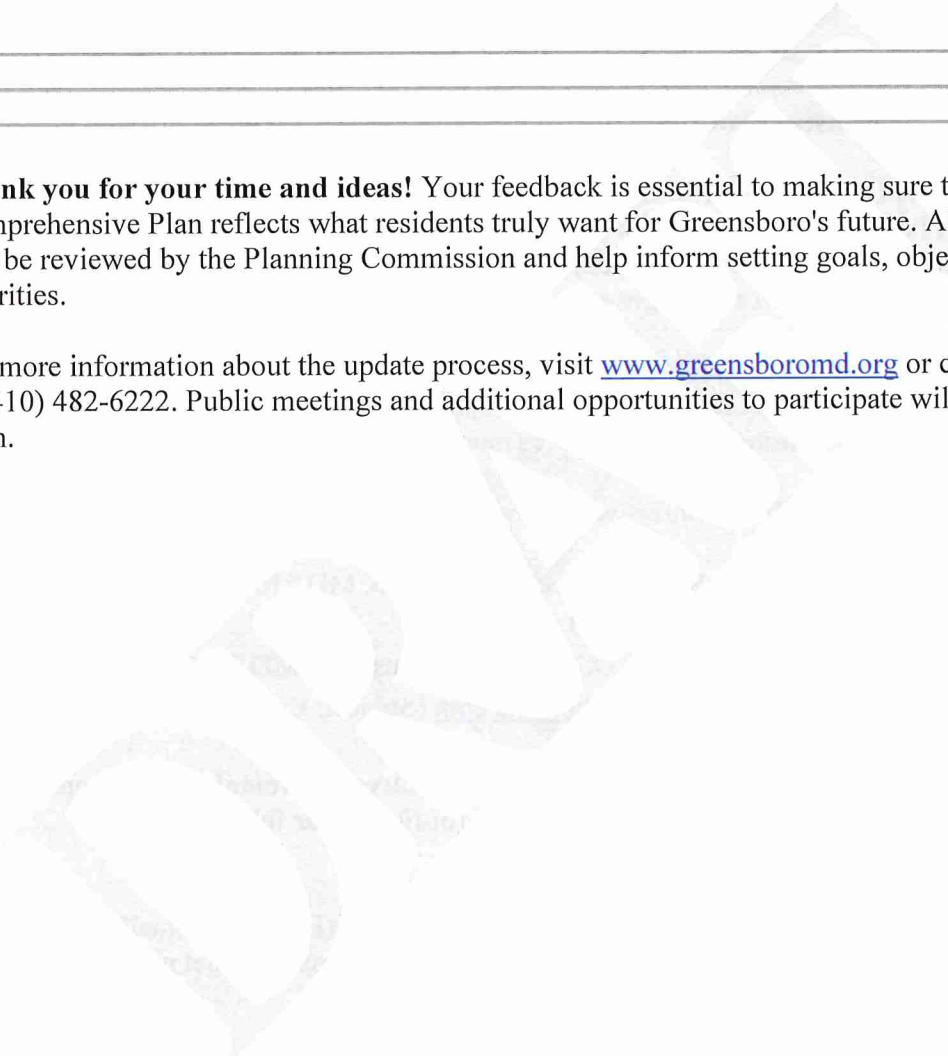 nk you for your time and ideas! Your feedback is essential to making sure t
nprehensive Plan reflects what residents truly want for Greensboro's future. A
be reviewed by the Planning Commission and help inform setting goals, obje
rities.
more information about the update process, visit www.greensboromd.org or c
10) 482-6222. Public meetings and additional opportunities to participate wil
n.
DRAFT